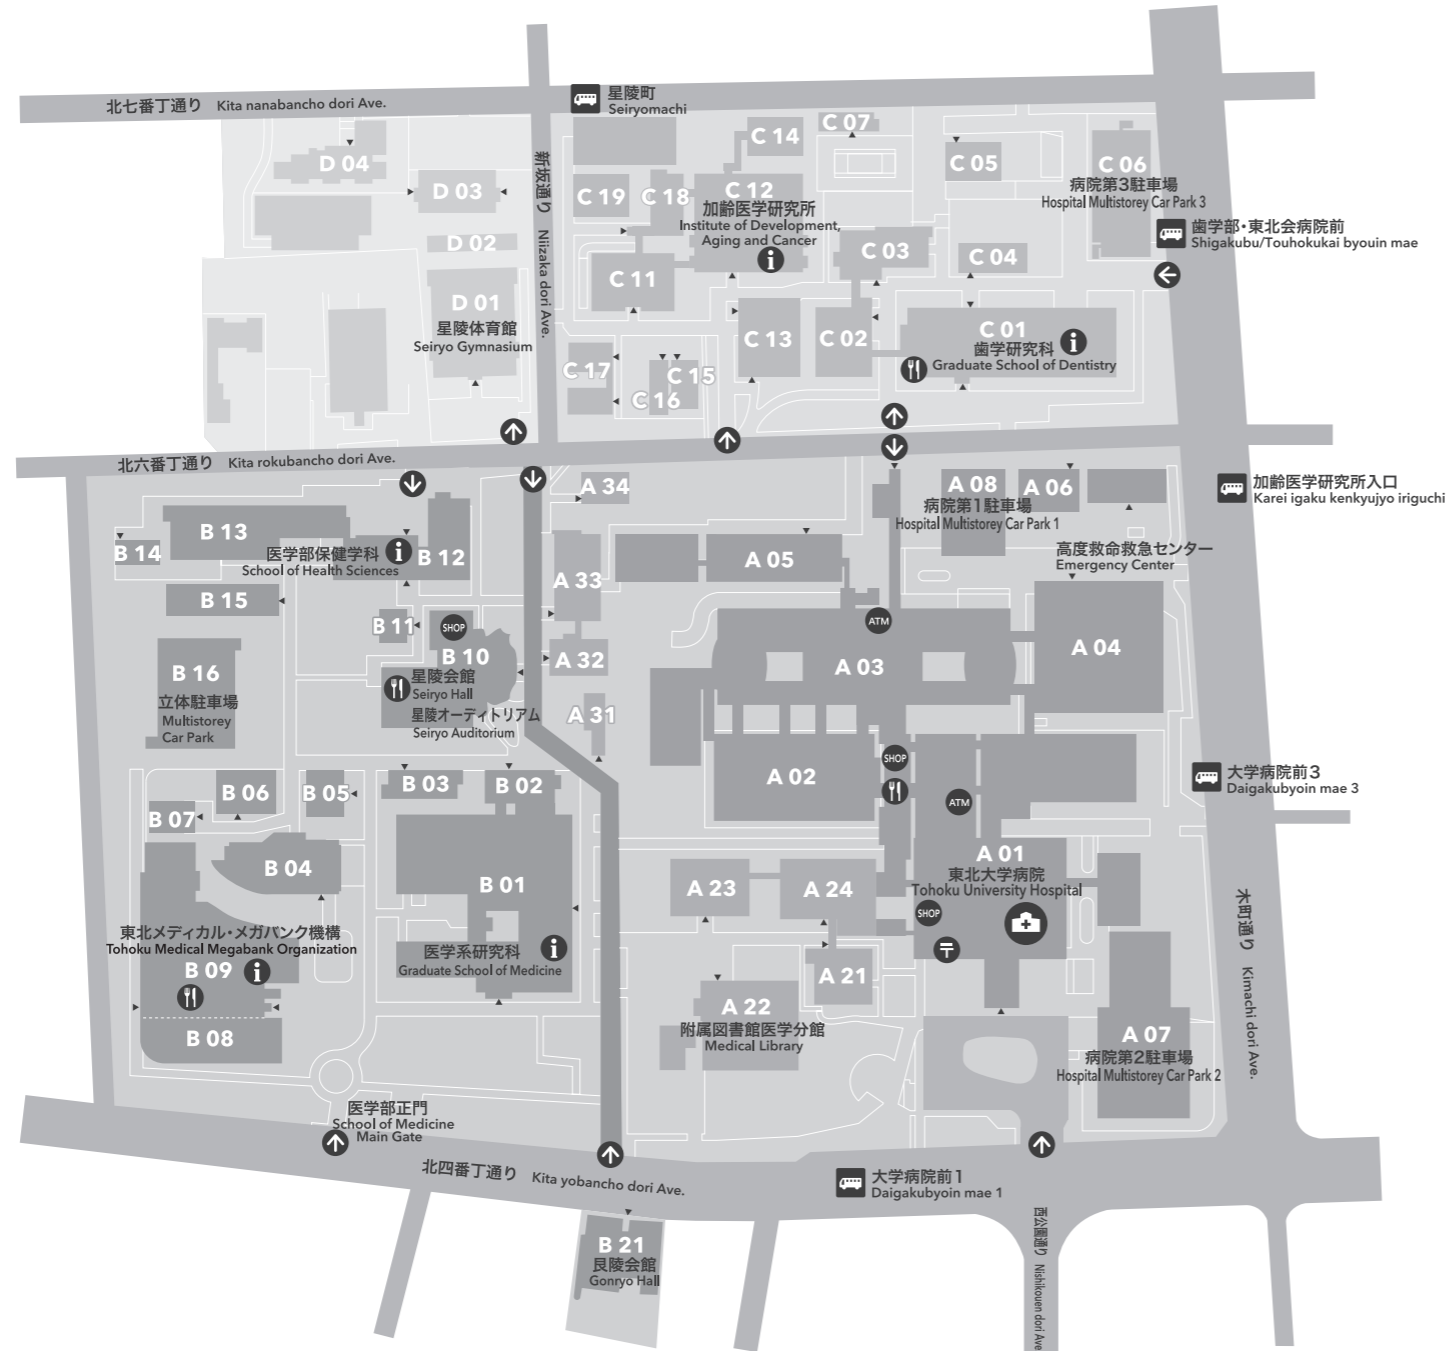 北七番丁通り Kita nanabancho dori Ave.
星陵町
Seiryomachi
新坂通り Niizaka dori Ave.
D 04
D 03
D 02
D 01
星陵体育館
Seiryo Gymnasium
C 14
C 07
C 05
C 06
病院第3駐車場
Hospital Multistorey Car Park 3
C 19
C 18
C 12
加齢医学研究所
Institute of Development,
Aging and Cancer
歯学部・東北会病院前
Shigakubu/Touhokukai byouin mae
C 03
C 04
C 11
C 13
C 02
C 01
歯学研究科
Graduate School of Dentistry
C 17
C 15
C 16
北六番丁通り Kita rokubancho dori Ave.
A 34
A 08
病院第1駐車場
Hospital Multistorey Car Park 1
A 06
加齢医学研究所入口
Karei igaku kenkyujyo iriguchi
B 14
B 13
医学部保健学科
School of Health Sciences
B 12
A 33
A 05
高度救命救急センター
Emergency Center
B 15
B 11
SHOP
B 10
星陵会館
Seiryo Hall
星陵オーディトリアム
Seiryo Auditorium
ATM
A 32
A 03
A 04
B 16
立体駐車場
Multistorey
Car Park
A 31
SHOP
A 02
ATM
大学病院前3
Daigakubyoin mae 3
B 03
B 02
B 06
B 05
B 07
B 04
B 01
A 23
A 24
A 01
東北大学病院
Tohoku University Hospital
SHOP
〒
木町通り Kimachi dori Ave.
東北メディカル・メガバンク機構
Tohoku Medical Megabank Organization
B 09
医学系研究科
Graduate School of Medicine
A 21
A 22
附属図書館医学分館
Medical Library
B 08
A 07
病院第2駐車場
Hospital Multistorey Car Park 2
医学部正門
School of Medicine
Main Gate
北四番丁通り Kita yobancho dori Ave.
大学病院前1
Daigakubyoin mae 1
西公園通り Nishikouen dori Ave
B 21
艮陵会館
Gonryo Hall